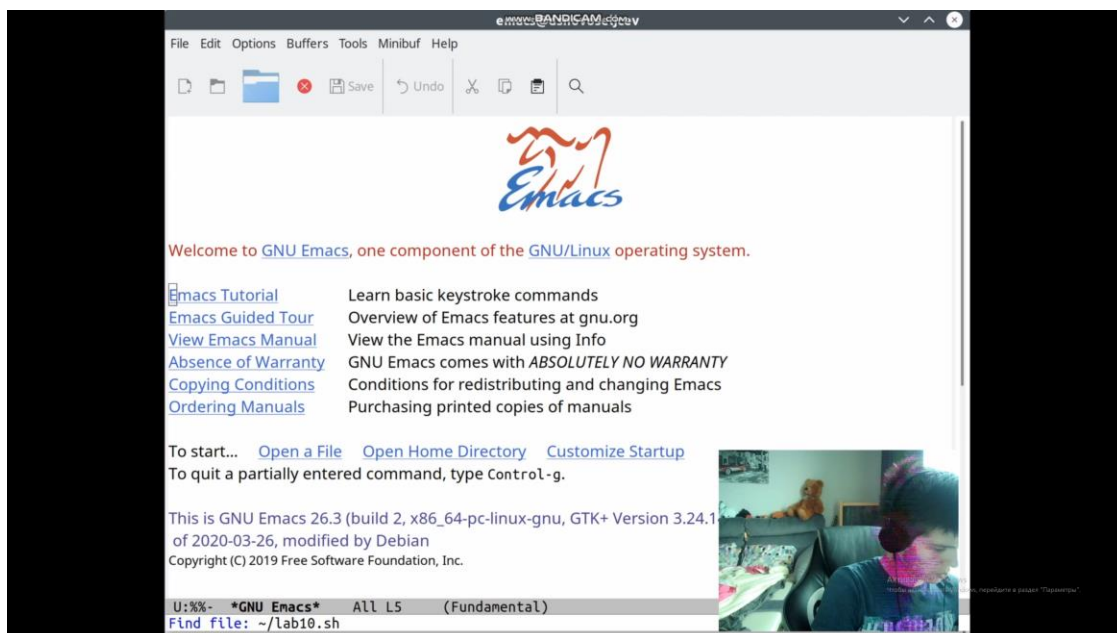 www.BANDICAM.com
File Edit Options Buffers Tools Minibuf Help
Save Undo
Emacs
Welcome to GNU Emacs, one component of the GNU/Linux operating system.
Emacs Tutorial Learn basic keystroke commands
Emacs Guided Tour Overview of Emacs features at gnu.org
View Emacs Manual View the Emacs manual using Info
Absence of Warranty GNU Emacs comes with ABSOLUTELY NO WARRANTY
Copying Conditions Conditions for redistributing and changing Emacs
Ordering Manuals Purchasing printed copies of manuals
To start... Open a File Open Home Directory Customize Startup
To quit a partially entered command, type Control-g.
This is GNU Emacs 26.3 (build 2, x86_64-pc-linux-gnu, GTK+ Version 3.24.1
of 2020-03-26, modified by Debian
Copyright (C) 2019 Free Software Foundation, Inc.
перейдите в раздел "Параметры".
U:%%- *GNU Emacs* All L5 (Fundamental)
Find file: ~/lab10.sh